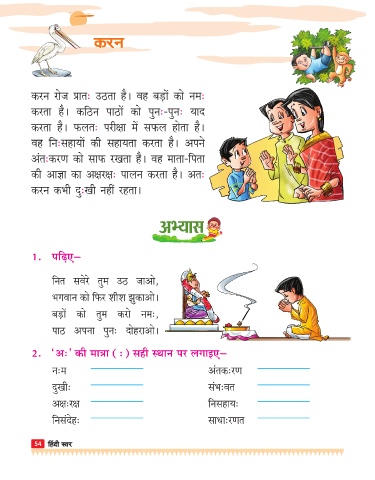 करन
करन रोज प्रातः उठता है। वह बड़ों को नमः
करता है। कठिन पाठों को पुनः-पुनः याद
करता है। फलतः परीक्षा में सफल होता है।
वह निःसहायों की सहायता करता है। अपने
अंतःकरण को साफ रखता है। वह माता-पिता
की आज्ञा का अक्षरक्षः पालन करता है। अतः
करन कभी दुःखी नहीं रहता।
अभ्यास
1. पढ़िए–
नित सवेरे तुम उठ जाओ,
भगवान को फिर शीश झुकाओ।
बड़ों को तुम करो नमः,
पाठ अपना पुनः दोहराओ।
2. ‘अः’ की मात्रा ( : ) सही स्थान पर लगाइए–
नःम
अंतकःरण
दुखीः
संभःवत
अक्षःरक्ष
निसहायः
निसंदेहः
साधाःरणत
54 हिंदी स्वर